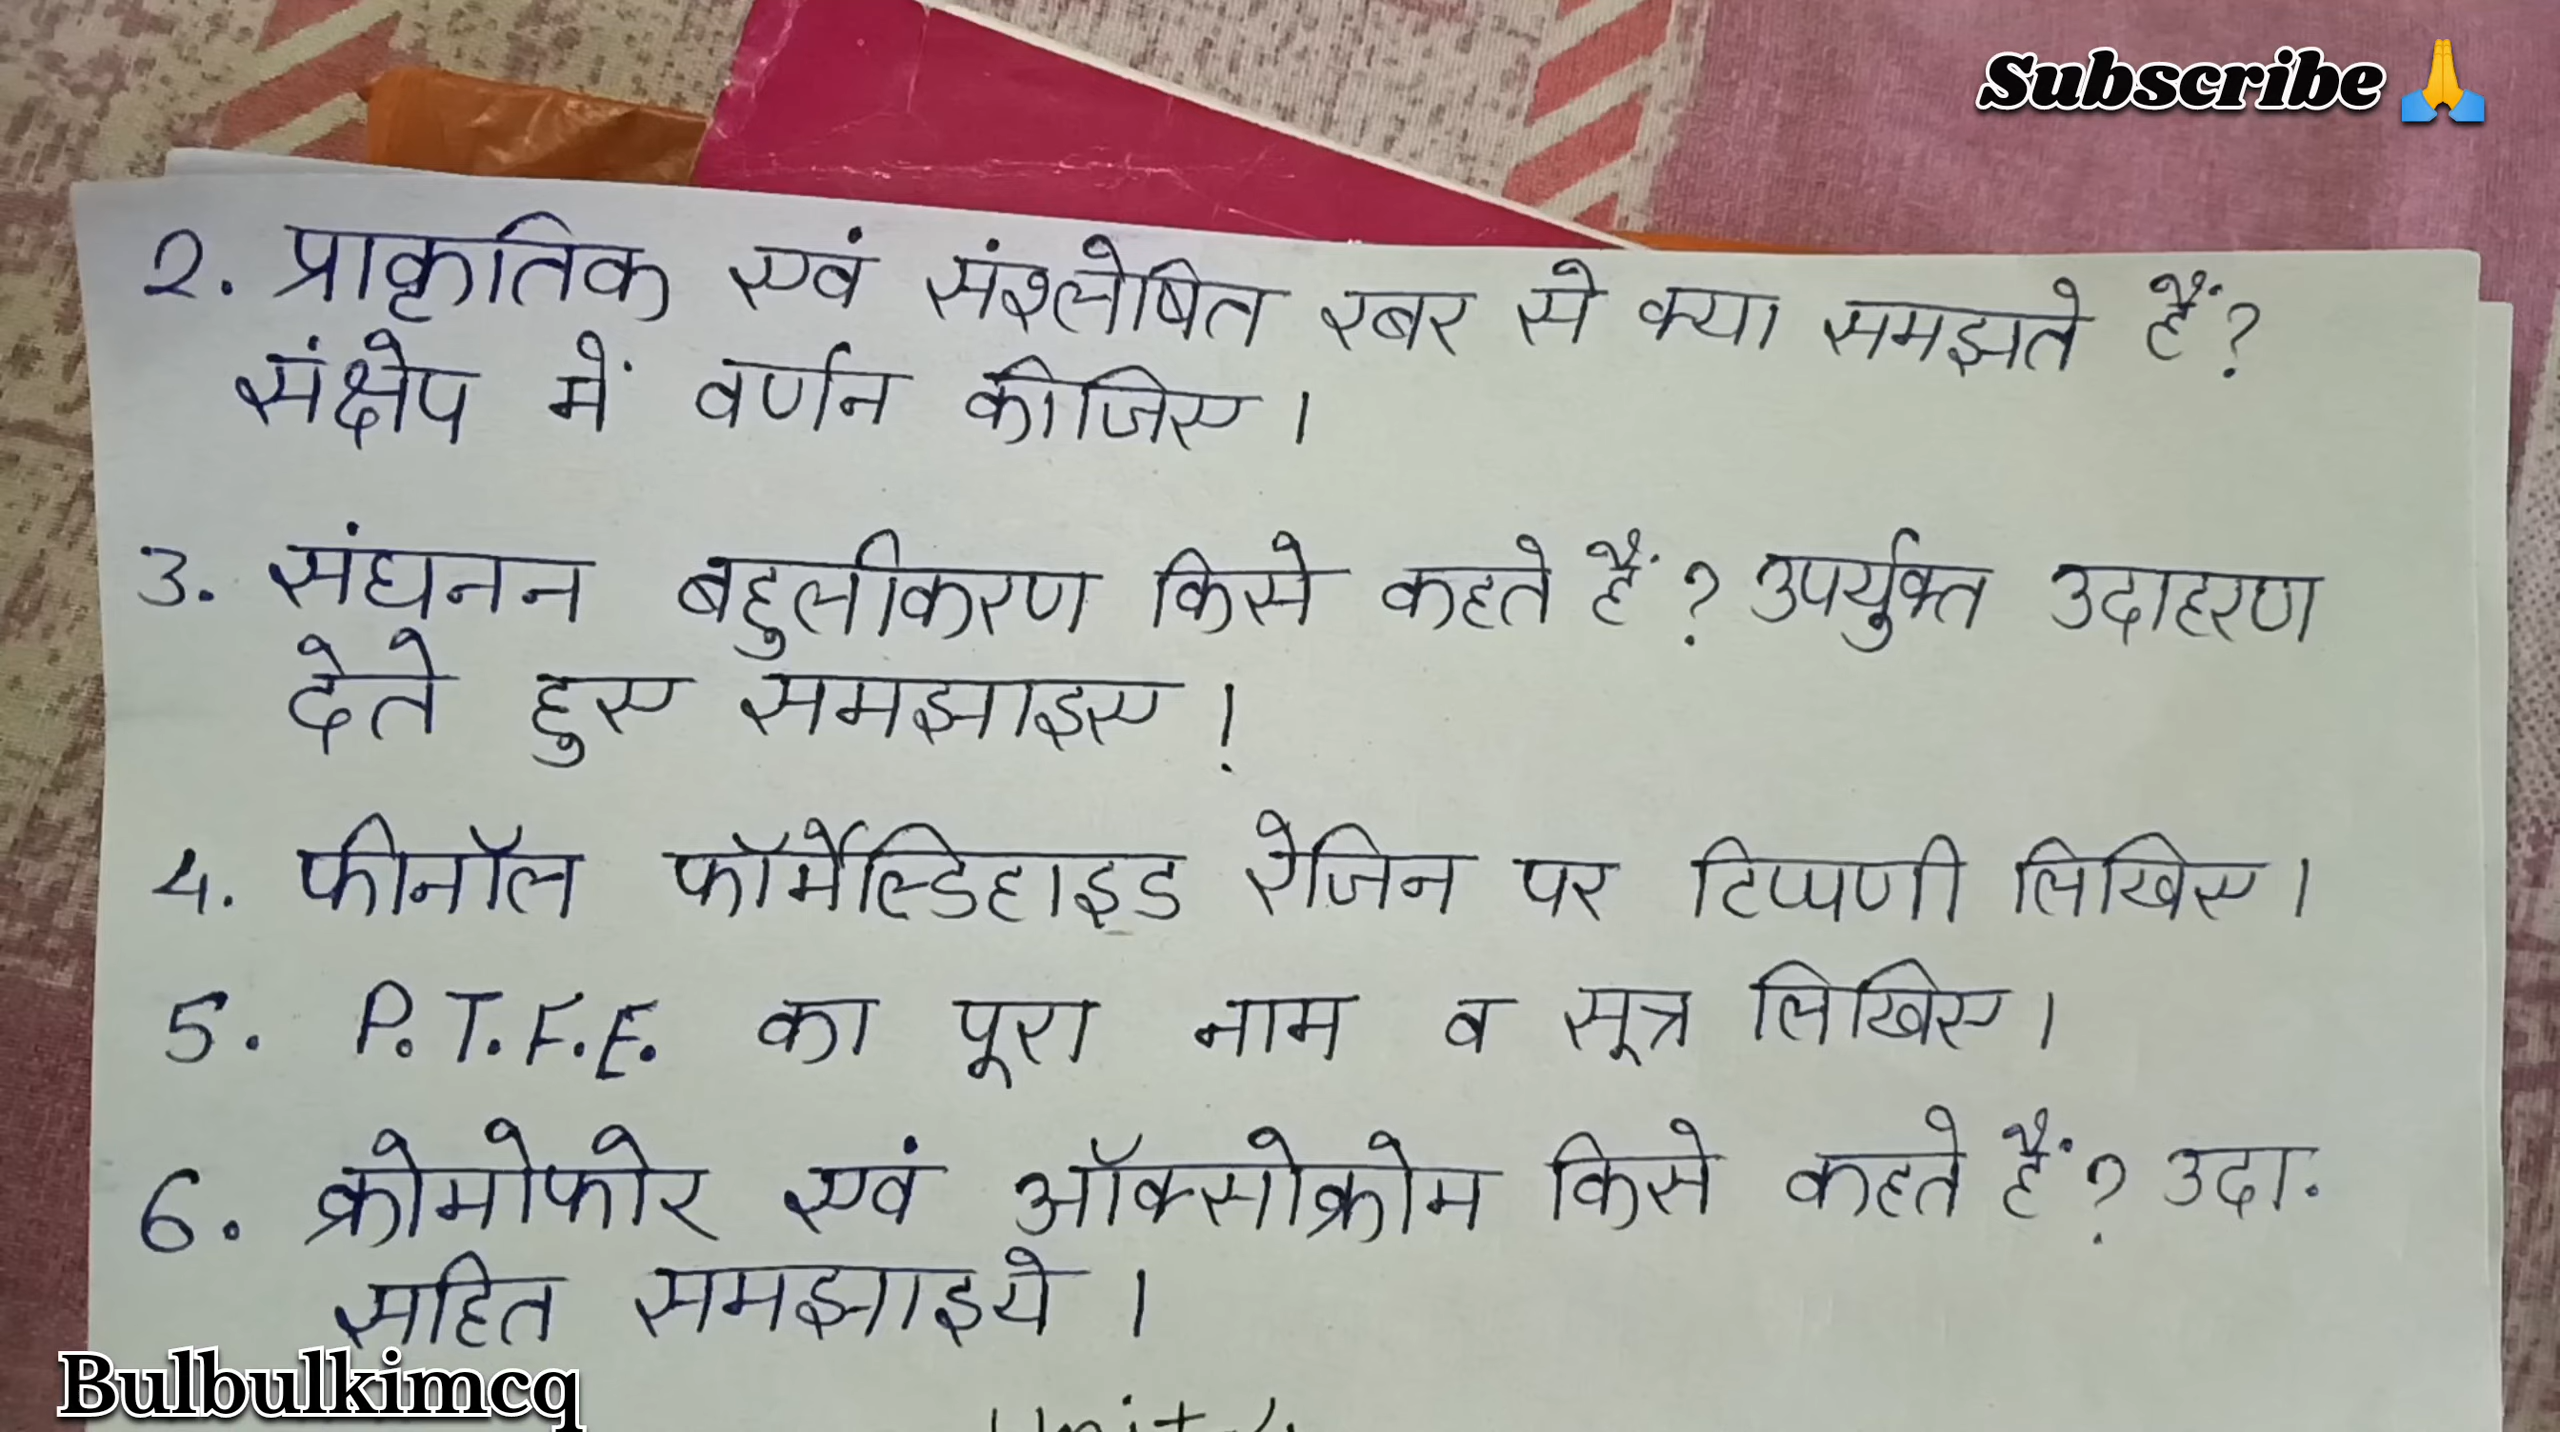 Subscribe 🙏
2. प्राकृतिक एवं संश्लेषित रबर से क्या समझते हैं?
संक्षेप में वर्णन कीजिए।
3. संघनन बहुलीकरण किसे कहते हैं? उपर्युक्त उदाहरण
देते हुए समझाइए।
4. फीनॉल फॉर्मेल्डिहाइड रेजिन पर टिप्पणी लिखिए।
5. P.T.F.E. का पूरा नाम व सूत्र लिखिए।
6. क्रोमोफोर एवं ऑक्सोक्रोम किसे कहते हैं? उदा.
सहित समझाइये।
Bulbulkimcq